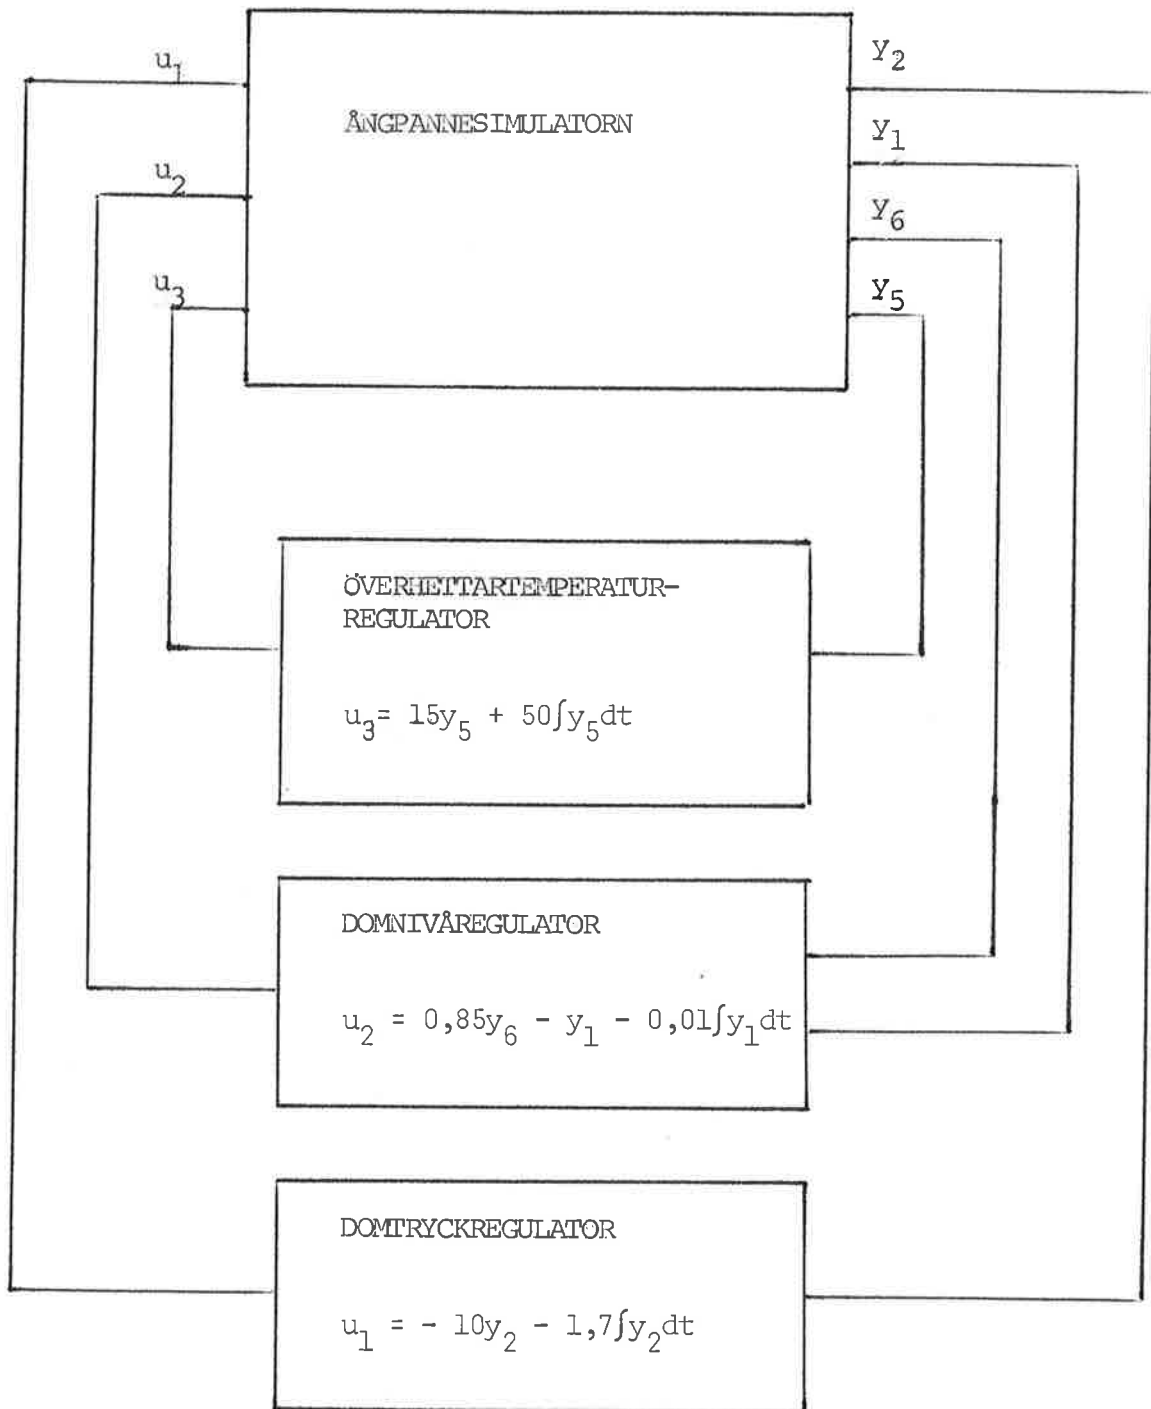 u₁
u₂
u₃
ÅNGPANNESIMULATORN
y₂
y₁
y₆
y₅
ÖVERHETTARTEMPERATUR-
REGULATOR
u₃= 15y₅ + 50∫y₅dt
DOMNIVÅREGULATOR
u₂ = 0,85y₆ - y₁ - 0,01∫y₁dt
DOMTRYCKREGULATOR
u₁ = - 10y₂ - 1,7∫y₂dt